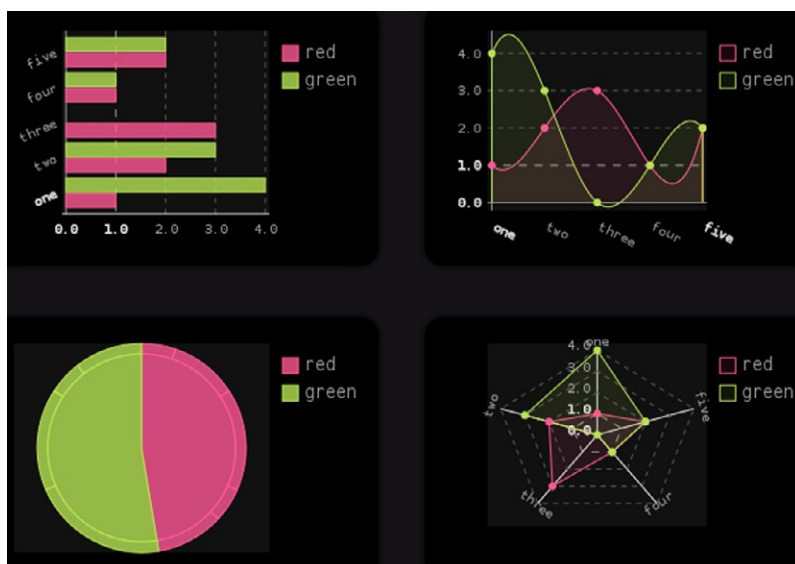 five
four
three
two
one
0.0 1.0 2.0 3.0 4.0
red
green
4.0
3.0
2.0
1.0
0.0
one two three four five
red
green
red
green
4.0
3.0
2.0
1.0
0.0
one
two
three
four
five
red
green